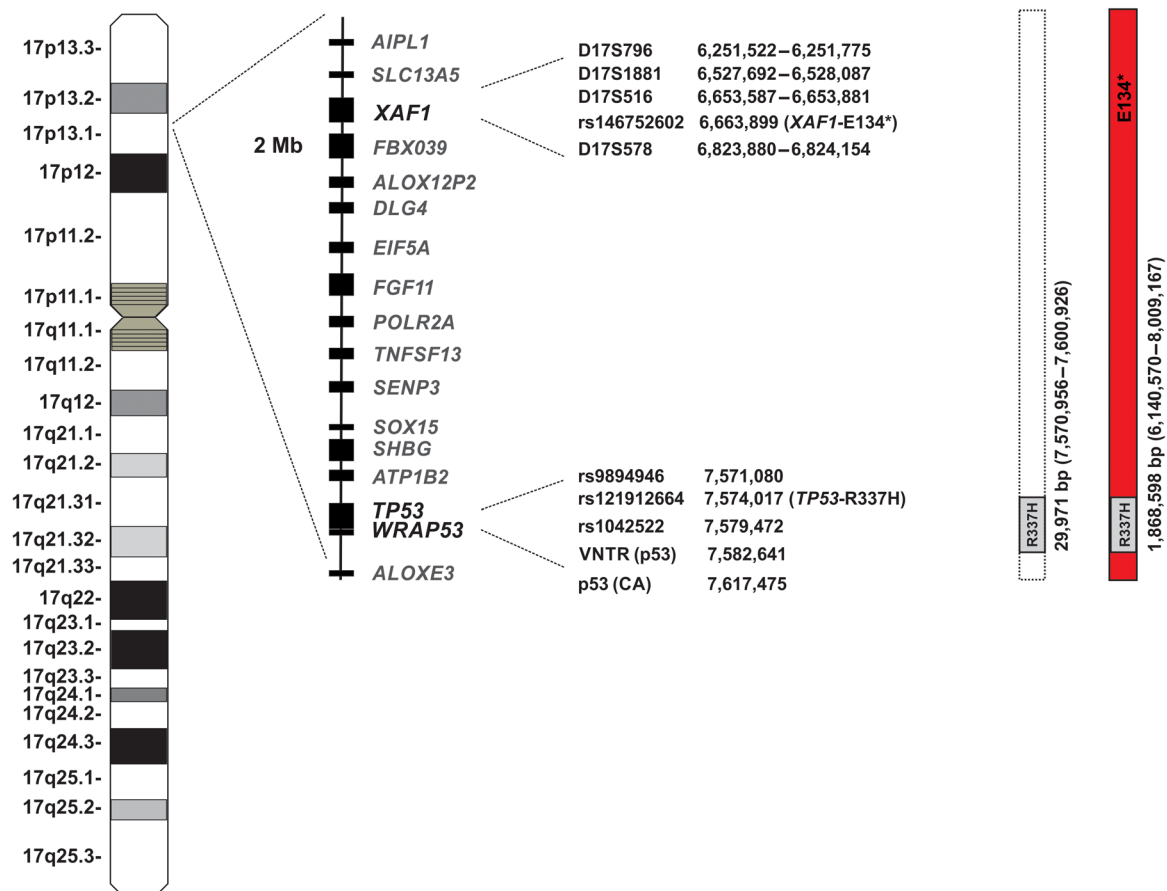 17p13.3-
17p13.2-
17p13.1-
17p12-
17p11.2-
17p11.1-
17q11.1-
17q11.2-
17q12-
17q21.1-
17q21.2-
17q21.31-
17q21.32-
17q21.33-
17q22-
17q23.1-
17q23.2-
17q23.3-
17q24.1-
17q24.2-
17q24.3-
17q25.1-
17q25.2-
17q25.3-
2 Mb
AIPL1
SLC13A5
XAF1
FBX039
ALOX12P2
DLG4
EIF5A
FGF11
POLR2A
TNFSF13
SENP3
SOX15
SHBG
ATP1B2
TP53
WRAP53
ALOXE3
D17S796 6,251,522–6,251,775
D17S1881 6,527,692–6,528,087
D17S516 6,653,587–6,653,881
rs146752602 6,663,899 (XAF1-E134*)
D17S578 6,823,880–6,824,154
rs9894946 7,571,080
rs121912664 7,574,017 (TP53-R337H)
rs1042522 7,579,472
VNTR (p53) 7,582,641
p53 (CA) 7,617,475
R337H
29,971 bp (7,570,956–7,600,926)
E134*
R337H
1,868,598 bp (6,140,570–8,009,167)